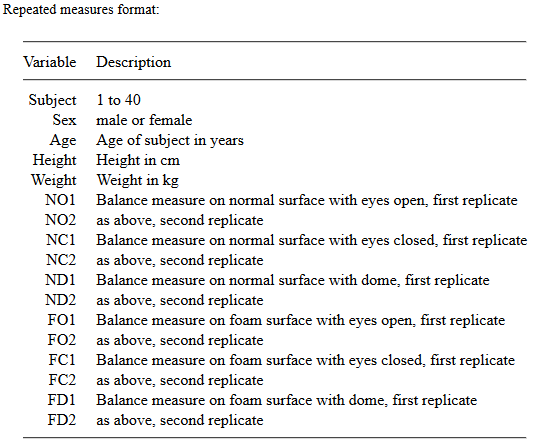 Repeated measures format:
Variable Description
Subject 1 to 40
Sex male or female
Age Age of subject in years
Height Height in cm
Weight Weight in kg
NO1 Balance measure on normal surface with eyes open, first replicate
NO2 as above, second replicate
NC1 Balance measure on normal surface with eyes closed, first replicate
NC2 as above, second replicate
ND1 Balance measure on normal surface with dome, first replicate
ND2 as above, second replicate
FO1 Balance measure on foam surface with eyes open, first replicate
FO2 as above, second replicate
FC1 Balance measure on foam surface with eyes closed, first replicate
FC2 as above, second replicate
FD1 Balance measure on foam surface with dome, first replicate
FD2 as above, second replicate